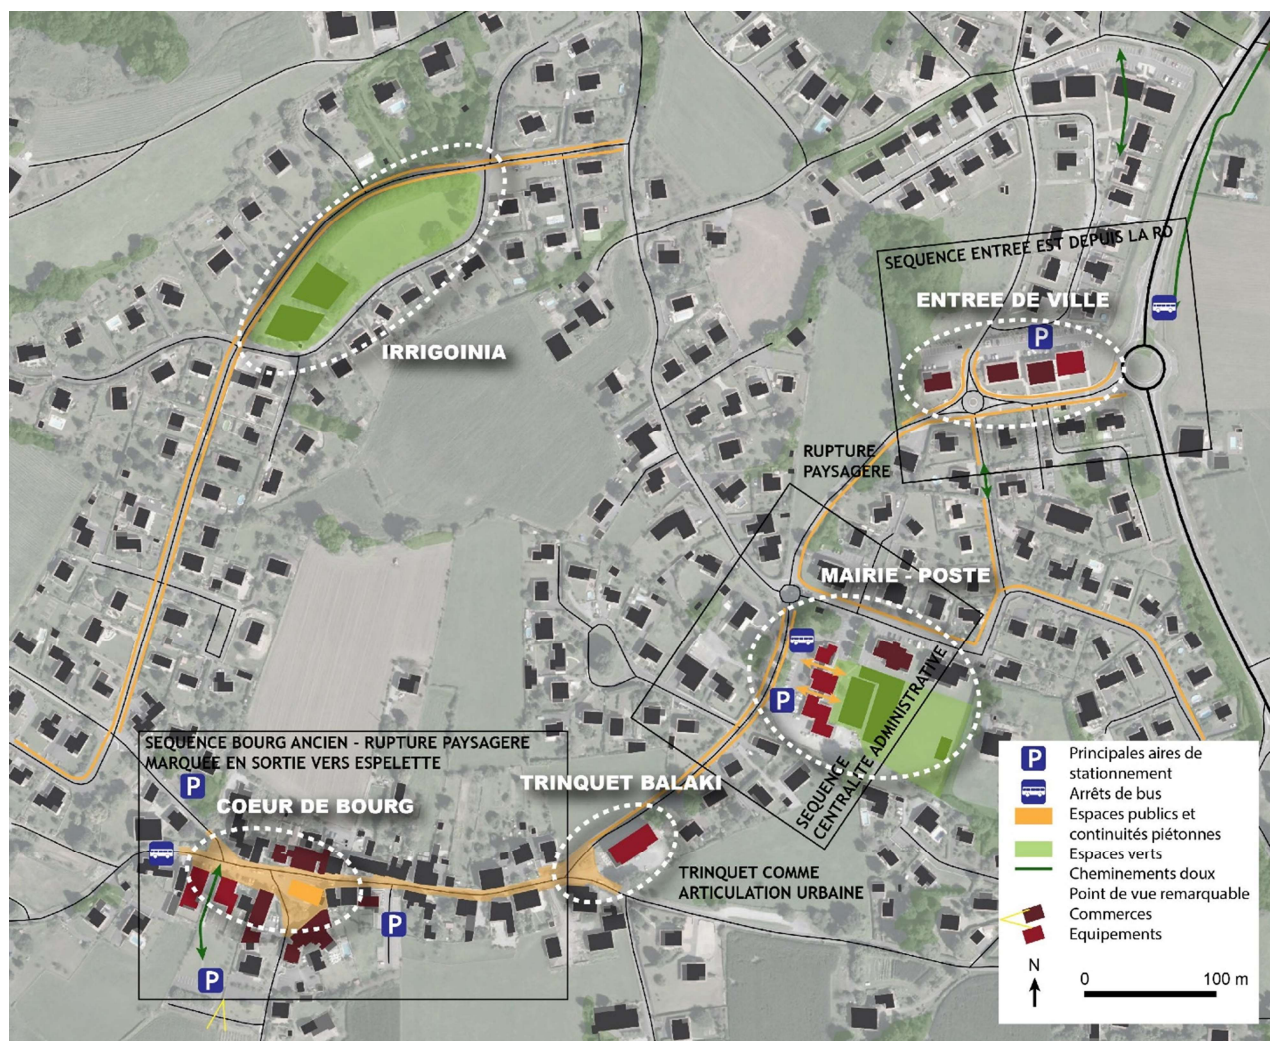 SEQUENCE ENTREE EST DEPUIS LA RD
ENTREE DE VILLE
P
IRRIGOINIA
RUPTURE
PAYSAGERE
MAIRIE - POSTE
P
SEQUENCE
CENTRALITE ADMINISTRATIVE
SEQUENCE BOURG ANCIEN - RUPTURE PAYSAGERE
MARQUEE EN SORTIE VERS ESPELETTE
P
COEUR DE BOURG
TRINQUET BALAKI
TRINQUET COMME
ARTICULATION URBAINE
P
P
P
Principales aires de
stationnement
Arrêts de bus
Espaces publics et
continuités piétonnes
Espaces verts
Cheminements doux
Point de vue remarquable
Commerces
Equipements
N
0 100 m